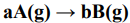 aA(g) → bB(g)